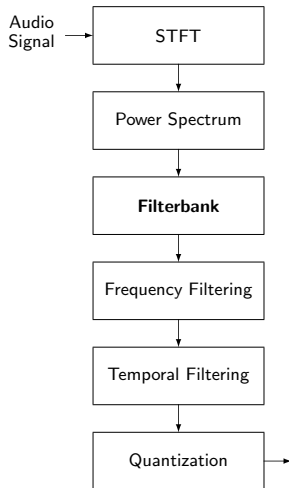 Audio
Signal
STFT
Power Spectrum
Filterbank
Frequency Filtering
Temporal Filtering
Quantization